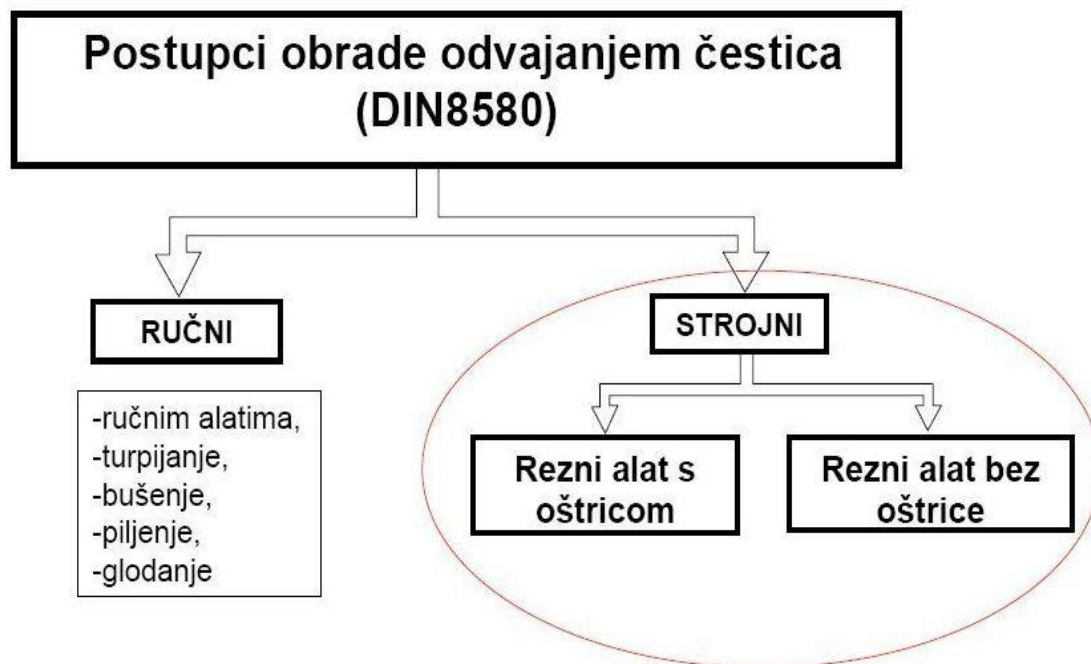 Postupci obrade odvajanjem čestica
(DIN8580)
RUČNI
-ručnim alatima,
-turpijanje,
-bušenje,
-piljenje,
-glodanje
STROJNI
Rezni alat s
oštricom
Rezni alat bez
oštrice